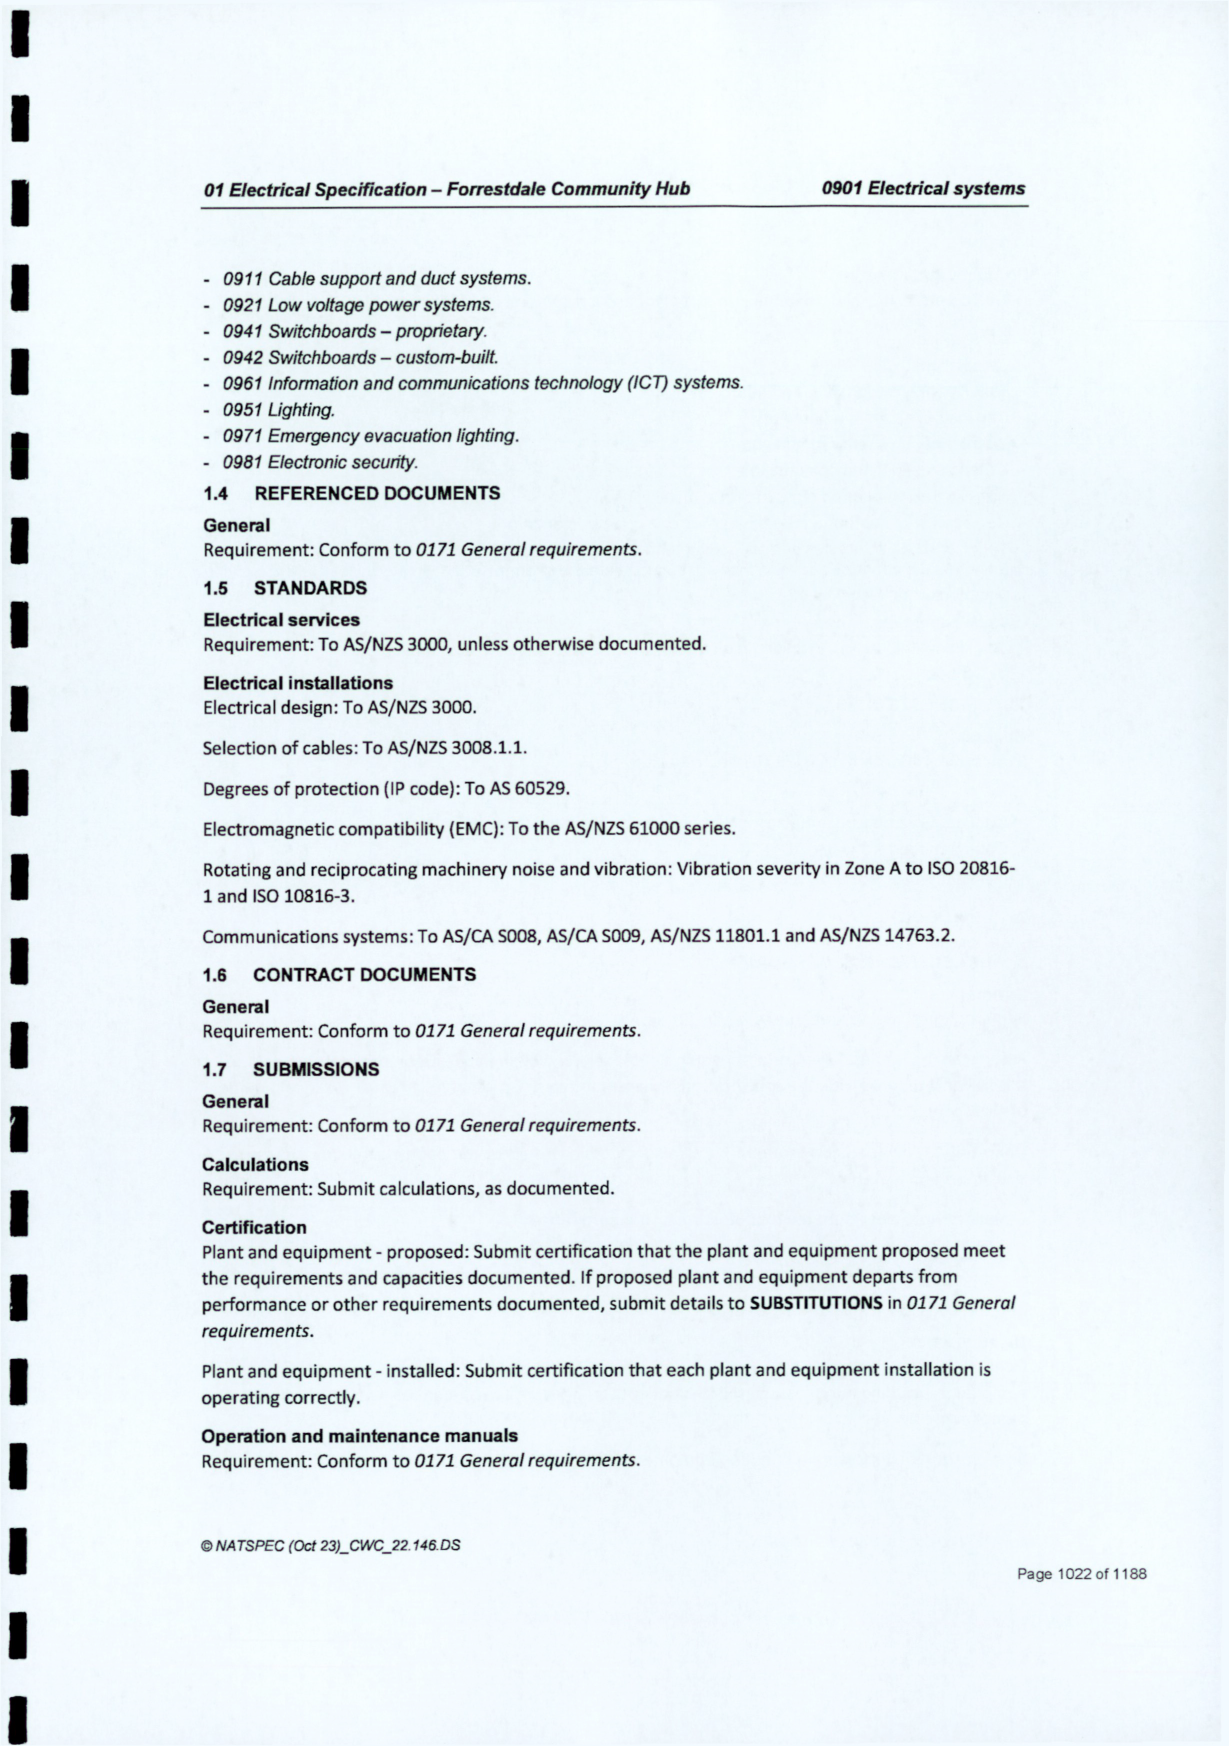 01 Electrical Specification – Forrestdale Community Hub 0901 Electrical systems
- 0911 Cable support and duct systems.
- 0921 Low voltage power systems.
- 0941 Switchboards – proprietary.
- 0942 Switchboards – custom-built.
- 0961 Information and communications technology (ICT) systems.
- 0951 Lighting.
- 0971 Emergency evacuation lighting.
- 0981 Electronic security.
1.4 REFERENCED DOCUMENTS
General
Requirement: Conform to 0171 General requirements.
1.5 STANDARDS
Electrical services
Requirement: To AS/NZS 3000, unless otherwise documented.
Electrical installations
Electrical design: To AS/NZS 3000.
Selection of cables: To AS/NZS 3008.1.1.
Degrees of protection (IP code): To AS 60529.
Electromagnetic compatibility (EMC): To the AS/NZS 61000 series.
Rotating and reciprocating machinery noise and vibration: Vibration severity in Zone A to ISO 20816-
1 and ISO 10816-3.
Communications systems: To AS/CA S008, AS/CA S009, AS/NZS 11801.1 and AS/NZS 14763.2.
1.6 CONTRACT DOCUMENTS
General
Requirement: Conform to 0171 General requirements.
1.7 SUBMISSIONS
General
Requirement: Conform to 0171 General requirements.
Calculations
Requirement: Submit calculations, as documented.
Certification
Plant and equipment - proposed: Submit certification that the plant and equipment proposed meet
the requirements and capacities documented. If proposed plant and equipment departs from
performance or other requirements documented, submit details to SUBSTITUTIONS in 0171 General
requirements.
Plant and equipment - installed: Submit certification that each plant and equipment installation is
operating correctly.
Operation and maintenance manuals
Requirement: Conform to 0171 General requirements.
© NATSPEC (Oct 23)_CWC_22.146.DS
Page 1022 of 1188